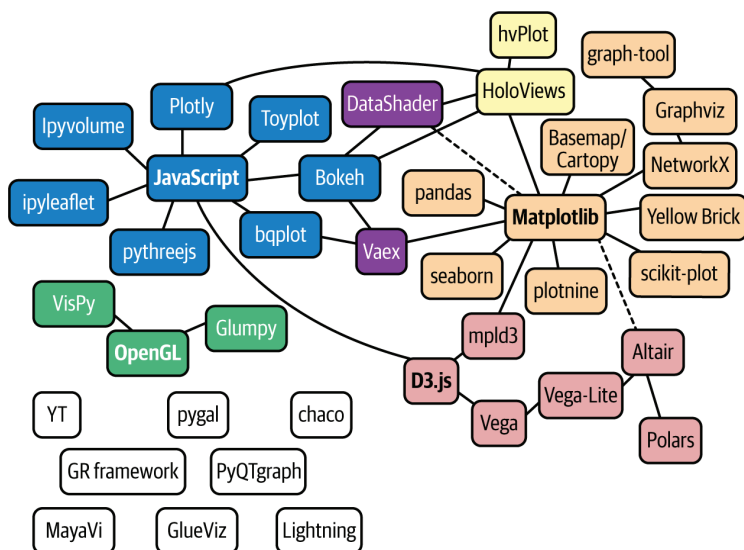 hvPlot
graph-tool
Plotly
DataShader
HoloViews
Ipyvolume
Toyplot
Graphviz
Basemap/
Cartopy
JavaScript
Bokeh
NetworkX
pandas
ipyleaflet
Matplotlib
Yellow Brick
bqplot
pythreejs
Vaex
seaborn
plotnine
scikit-plot
VisPy
Glumpy
mpld3
OpenGL
Altair
D3.js
Vega-Lite
YT
pygal
chaco
Vega
Polars
GR framework
PyQTgraph
MayaVi
GlueViz
Lightning